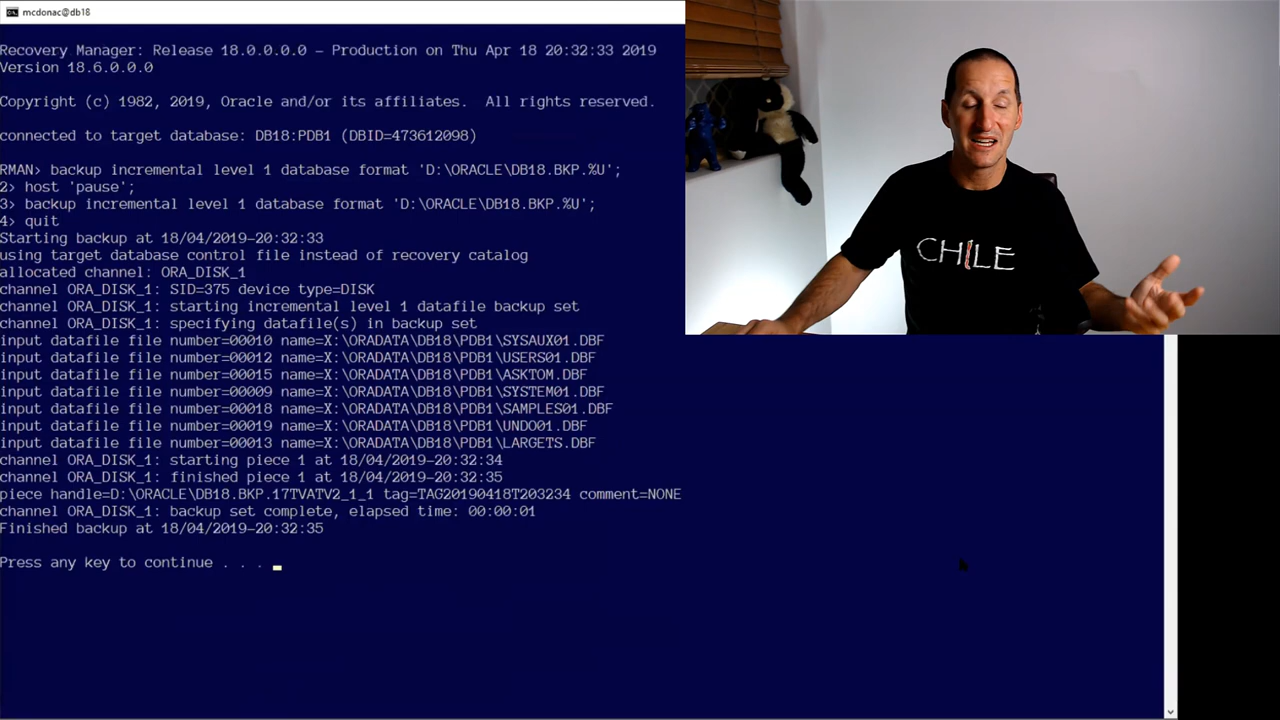 mcdonac@db18
Recovery Manager: Release 18.0.0.0.0 - Production on Thu Apr 18 20:32:33 2019
Version 18.6.0.0.0
Copyright (c) 1982, 2019, Oracle and/or its affiliates.  All rights reserved.
connected to target database: DB18:PDB1 (DBID=473612098)
RMAN> backup incremental level 1 database format 'D:\ORACLE\DB18.BKP.%U';
2> host 'pause';
3> backup incremental level 1 database format 'D:\ORACLE\DB18.BKP.%U';
4> quit
Starting backup at 18/04/2019-20:32:33
using target database control file instead of recovery catalog
allocated channel: ORA_DISK_1
channel ORA_DISK_1: SID=375 device type=DISK
channel ORA_DISK_1: starting incremental level 1 datafile backup set
channel ORA_DISK_1: specifying datafile(s) in backup set
input datafile file number=00010 name=X:\ORADATA\DB18\PDB1\SYSAUX01.DBF
input datafile file number=00012 name=X:\ORADATA\DB18\PDB1\USERS01.DBF
input datafile file number=00015 name=X:\ORADATA\DB18\PDB1\ASKTOM.DBF
input datafile file number=00009 name=X:\ORADATA\DB18\PDB1\SYSTEM01.DBF
input datafile file number=00018 name=X:\ORADATA\DB18\PDB1\SAMPLES01.DBF
input datafile file number=00019 name=X:\ORADATA\DB18\PDB1\UNDO01.DBF
input datafile file number=00013 name=X:\ORADATA\DB18\PDB1\LARGETS.DBF
channel ORA_DISK_1: starting piece 1 at 18/04/2019-20:32:34
channel ORA_DISK_1: finished piece 1 at 18/04/2019-20:32:35
piece handle=D:\ORACLE\DB18.BKP.17TVATV2_1_1 tag=TAG20190418T203234 comment=NONE
channel ORA_DISK_1: backup set complete, elapsed time: 00:00:01
Finished backup at 18/04/2019-20:32:35
Press any key to continue . . .
CHILE